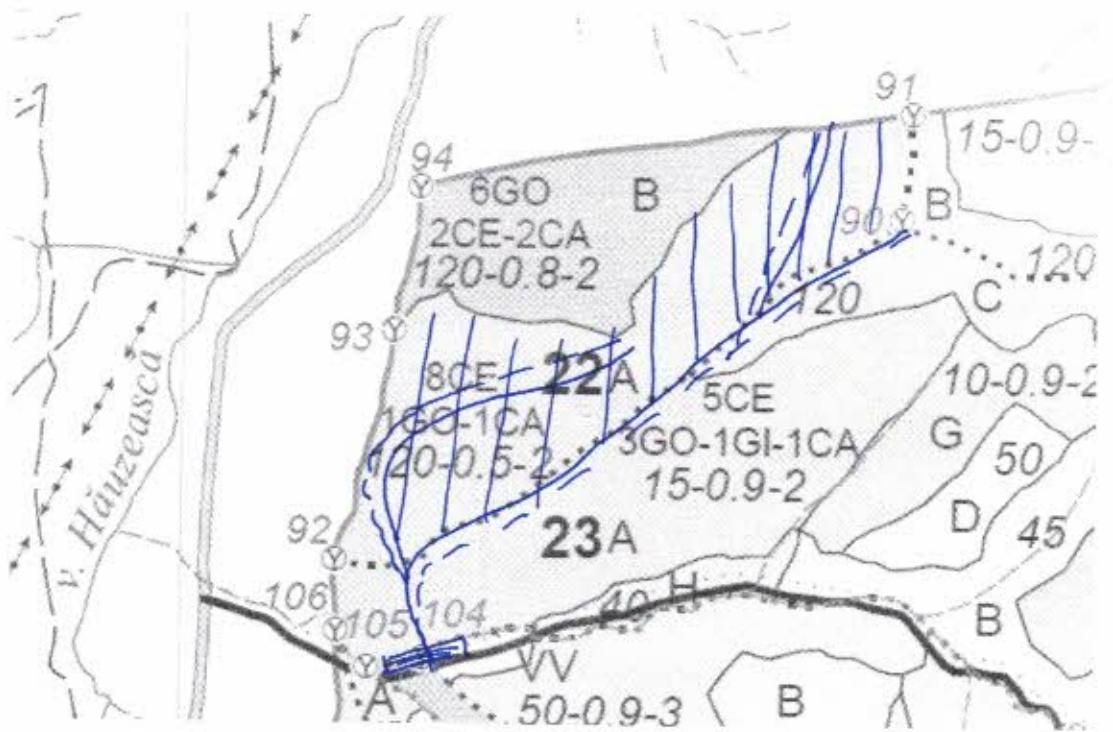 91
15-0.9-
94
6GO
B
2CE-2CA
120-0.8-2
90
B
120
C
120
93
8CE
22A
1GO-1CA
120-0.5-2
5CE
3GO-1GI-1CA
15-0.9-2
10-0.9-2
G
50
D
45
v. Hăuzeasca
92
23A
106
105
104
40
H
B
VV
A
50-0.9-3
B